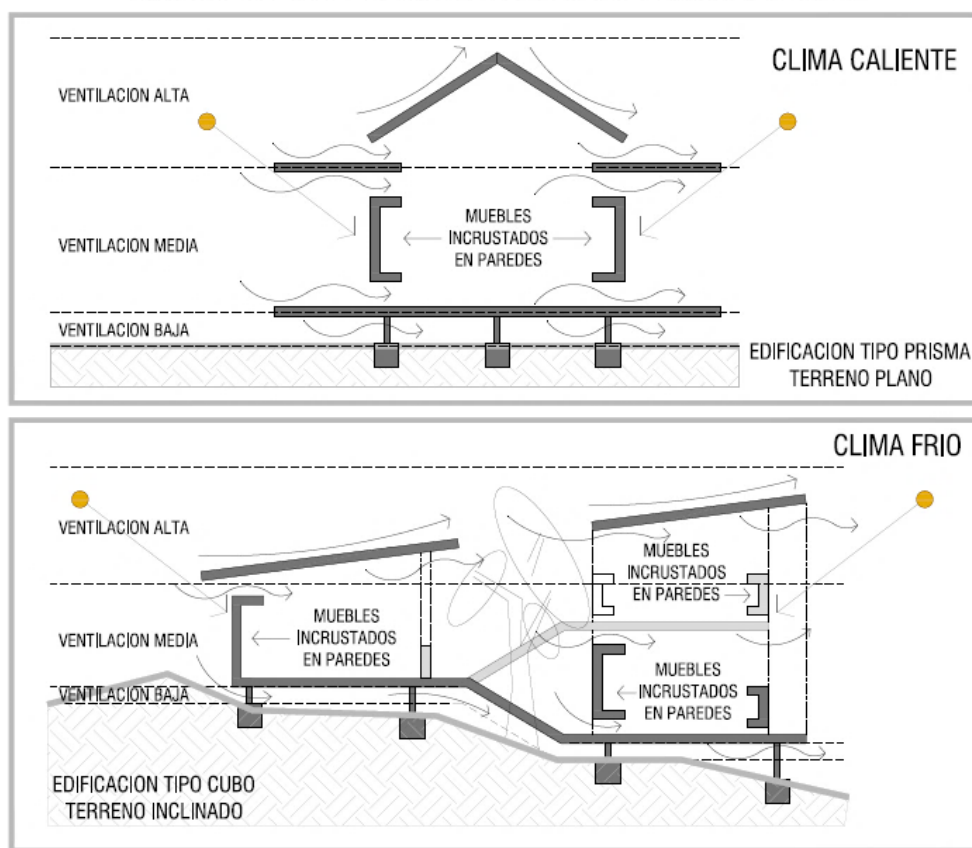 CLIMA CALIENTE
VENTILACION ALTA
VENTILACION MEDIA
MUEBLES
INCRUSTADOS
EN PAREDES
VENTILACION BAJA
EDIFICACION TIPO PRISMA
TERRENO PLANO
CLIMA FRIO
VENTILACION ALTA
MUEBLES
INCRUSTADOS
EN PAREDES
VENTILACION MEDIA
MUEBLES
INCRUSTADOS
EN PAREDES
MUEBLES
INCRUSTADOS
EN PAREDES
VENTILACION BAJA
EDIFICACION TIPO CUBO
TERRENO INCLINADO